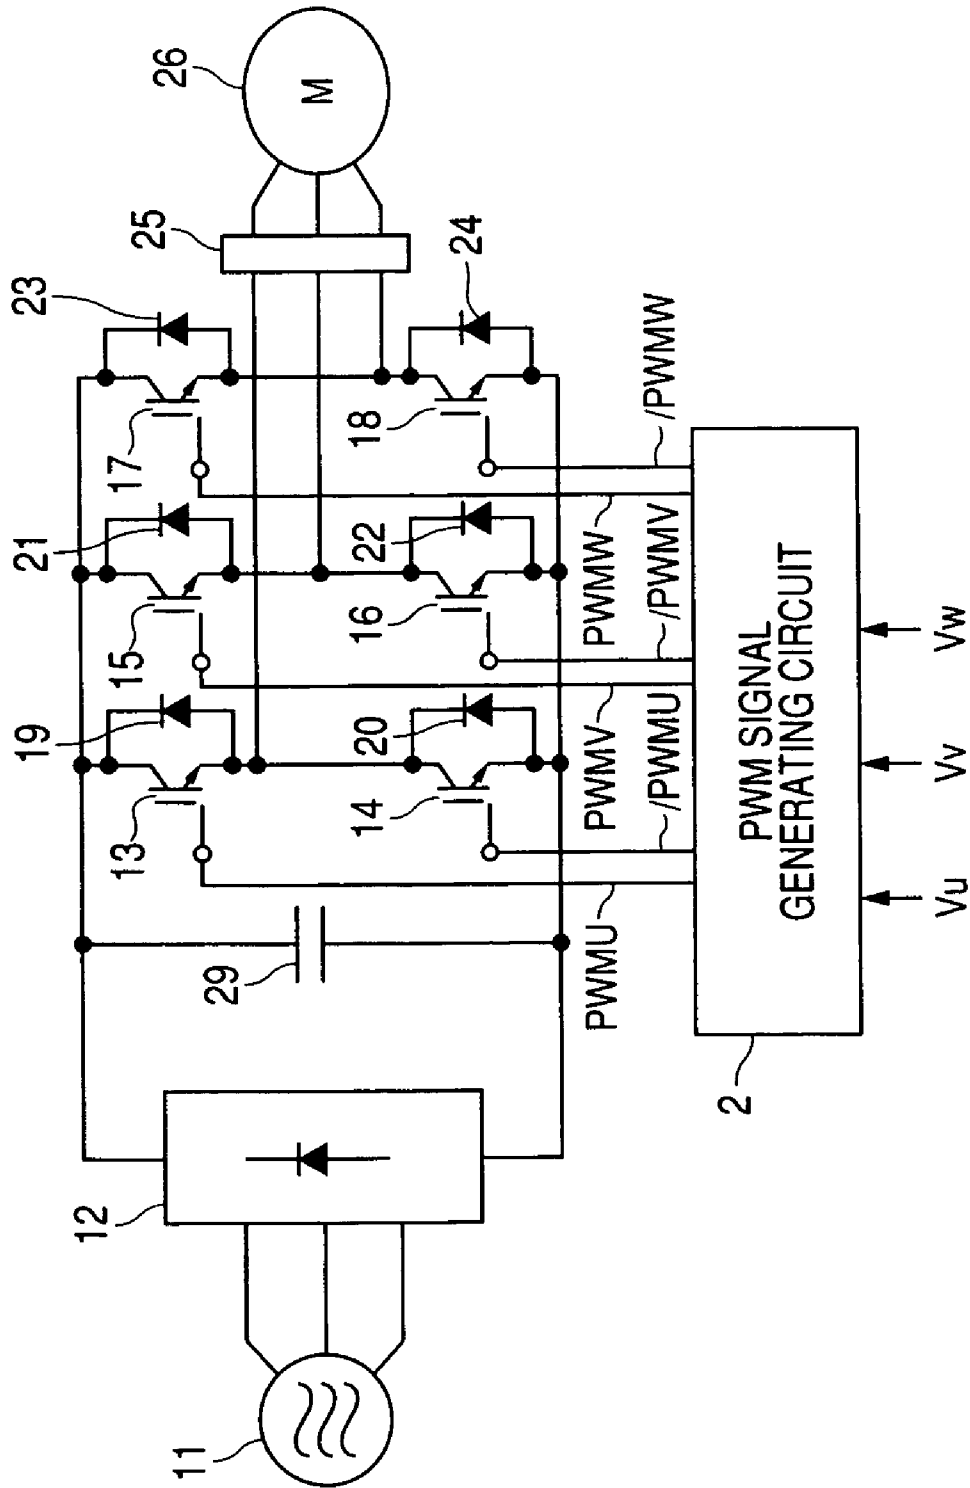 11
12
29
13
19
15
21
17
23
25
26
M
14
20
16
22
18
24
PWMU
PWMV
/PWMU
PWMW
/PWMV
/PWMW
2
PWM SIGNAL
GENERATING CIRCUIT
Vu
Vv
Vw